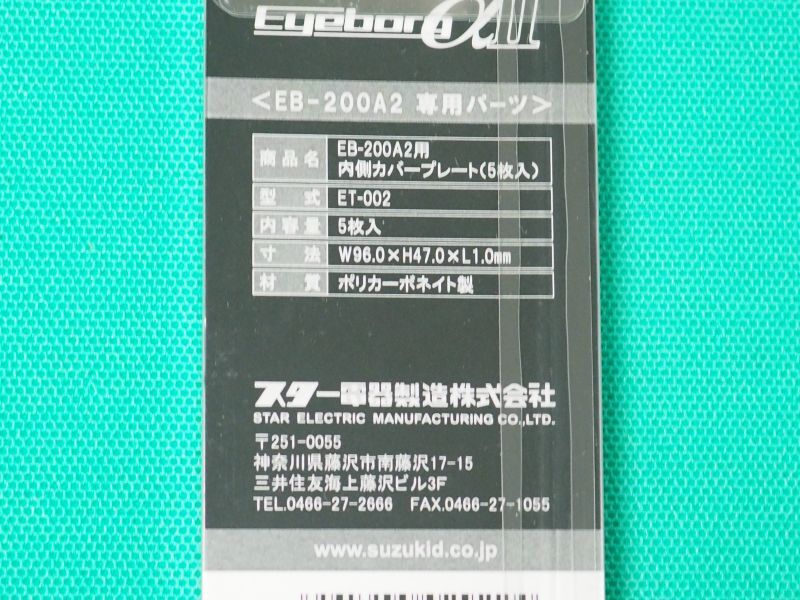 Eyeborg αII
<EB-200A2 専用パーツ>
商品名 EB-200A2用
内側カバープレート(5枚入)
型式 ET-002
内容量 5枚入
寸法 W96.0×H47.0×L1.0mm
材質 ポリカーボネイト製
スター電器製造株式会社
STAR ELECTRIC MANUFACTURING CO.,LTD.
〒251-0055
神奈川県藤沢市南藤沢17-15
三井住友海上藤沢ビル3F
TEL.0466-27-2666 FAX.0466-27-1055
www.suzukid.co.jp